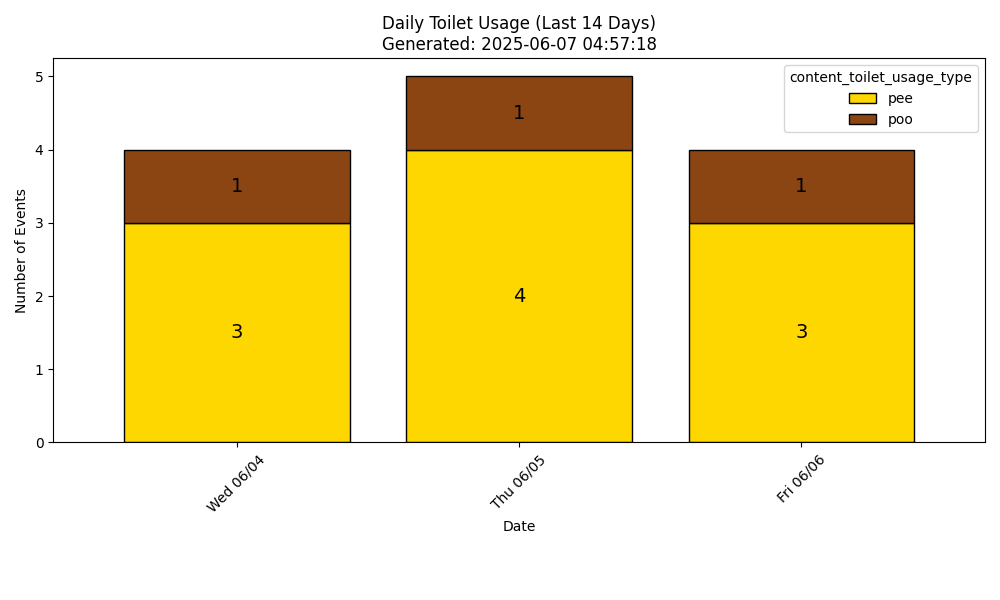 Daily Toilet Usage (Last 14 Days)
Generated: 2025-06-07 04:57:18
content_toilet_usage_type
pee
poo
Number of Events
5
4
3
2
1
0
1
1
1
3
4
3
Wed 06/04
Thu 06/05
Fri 06/06
Date